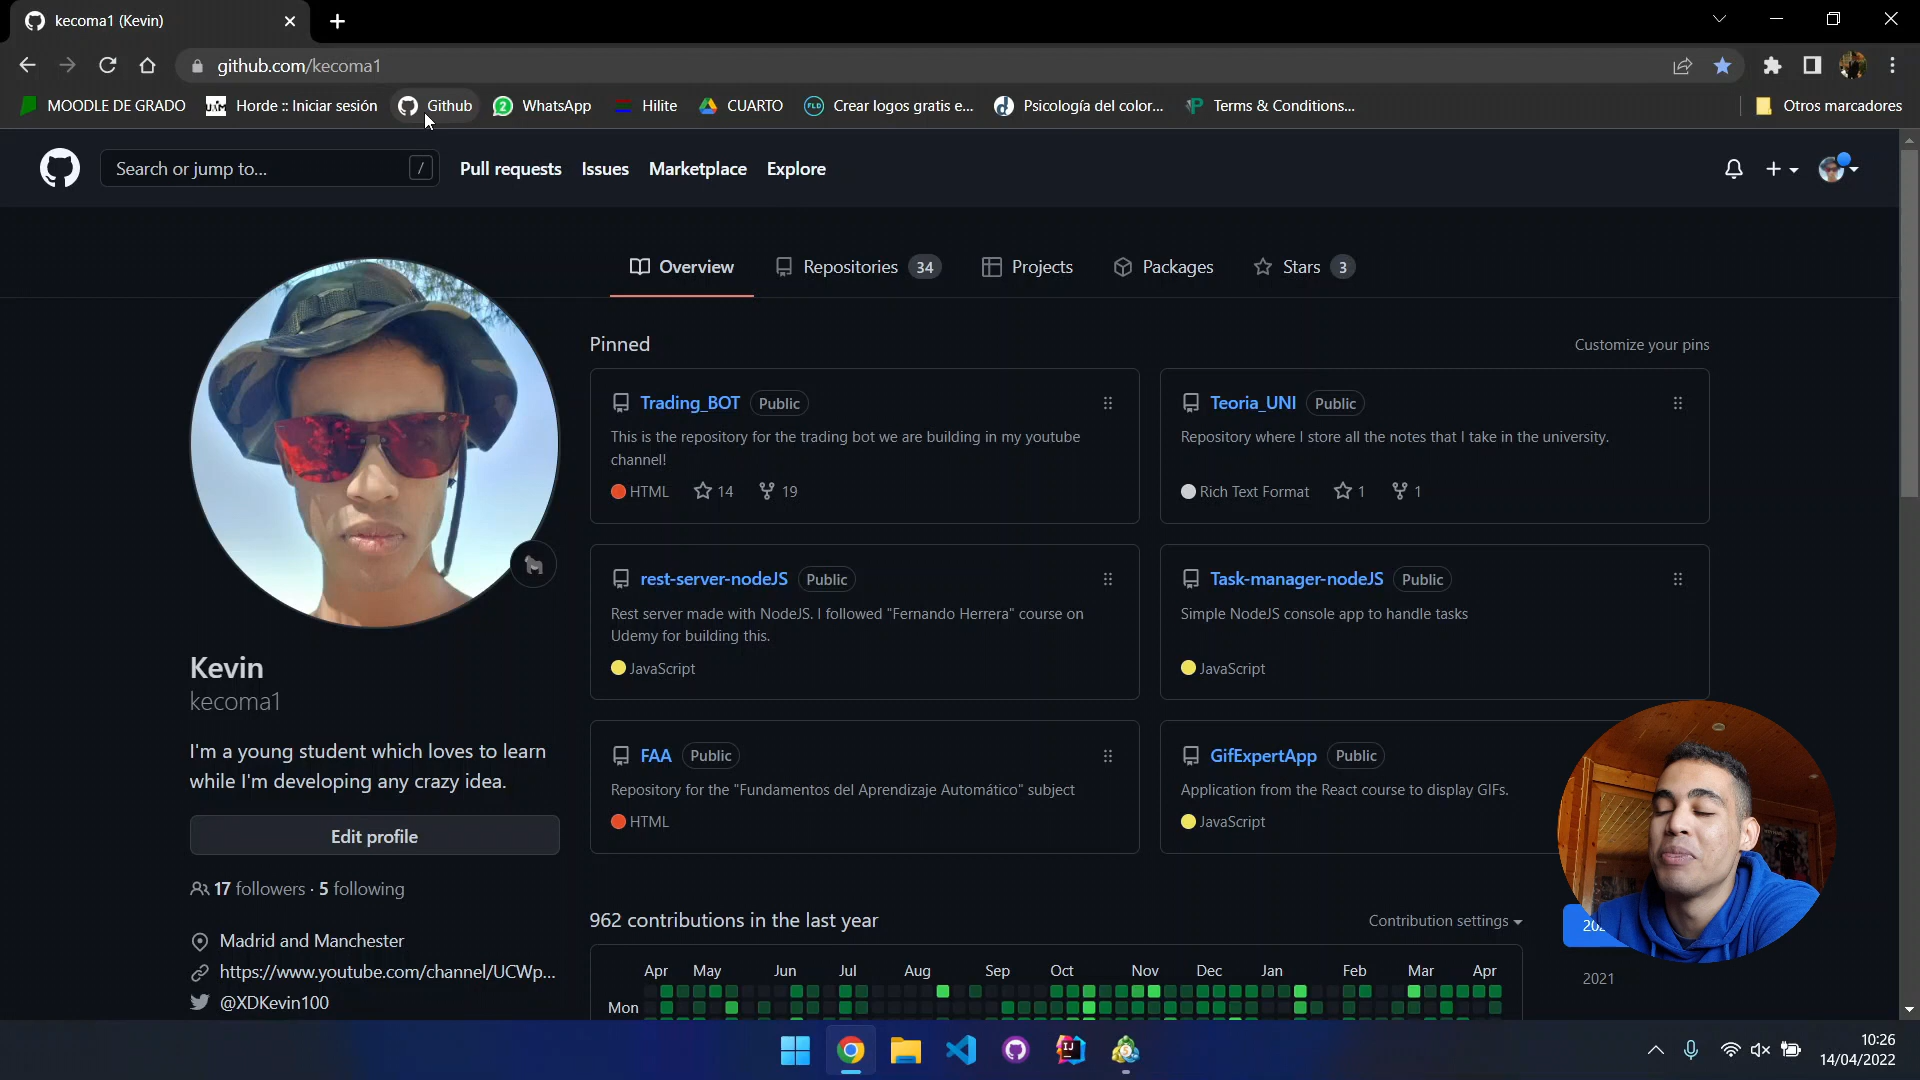 kecoma1 (Kevin)
github.com/kecoma1
MOODLE DE GRADO
UAM
Horde :: Iniciar sesión
Github
2
WhatsApp
Hilite
CUARTO
FLD
Crear logos gratis e...
Psicología del color...
Terms & Conditions...
Otros marcadores
Search or jump to...
/
Pull requests
Issues
Marketplace
Explore
Overview
Repositories 34
Projects
Packages
Stars 3
Pinned
Customize your pins
Trading_BOT Public
This is the repository for the trading bot we are building in my youtube
channel!
HTML 14 19
Teoria_UNI Public
Repository where I store all the notes that I take in the university.
Rich Text Format 1 1
rest-server-nodeJS Public
Rest server made with NodeJS. I followed "Fernando Herrera" course on
Udemy for building this.
JavaScript
Task-manager-nodeJS Public
Simple NodeJS console app to handle tasks
JavaScript
FAA Public
Repository for the "Fundamentos del Aprendizaje Automático" subject
HTML
GifExpertApp Public
Application from the React course to display GIFs.
JavaScript
Kevin
kecoma1
I'm a young student which loves to learn
while I'm developing any crazy idea.
Edit profile
17 followers · 5 following
Madrid and Manchester
https://www.youtube.com/channel/UCWp...
@XDKevin100
962 contributions in the last year
Contribution settings
2021
Apr May Jun Jul Aug Sep Oct Nov Dec Jan Feb Mar Apr
Mon
IJ
10:26
14/04/2022